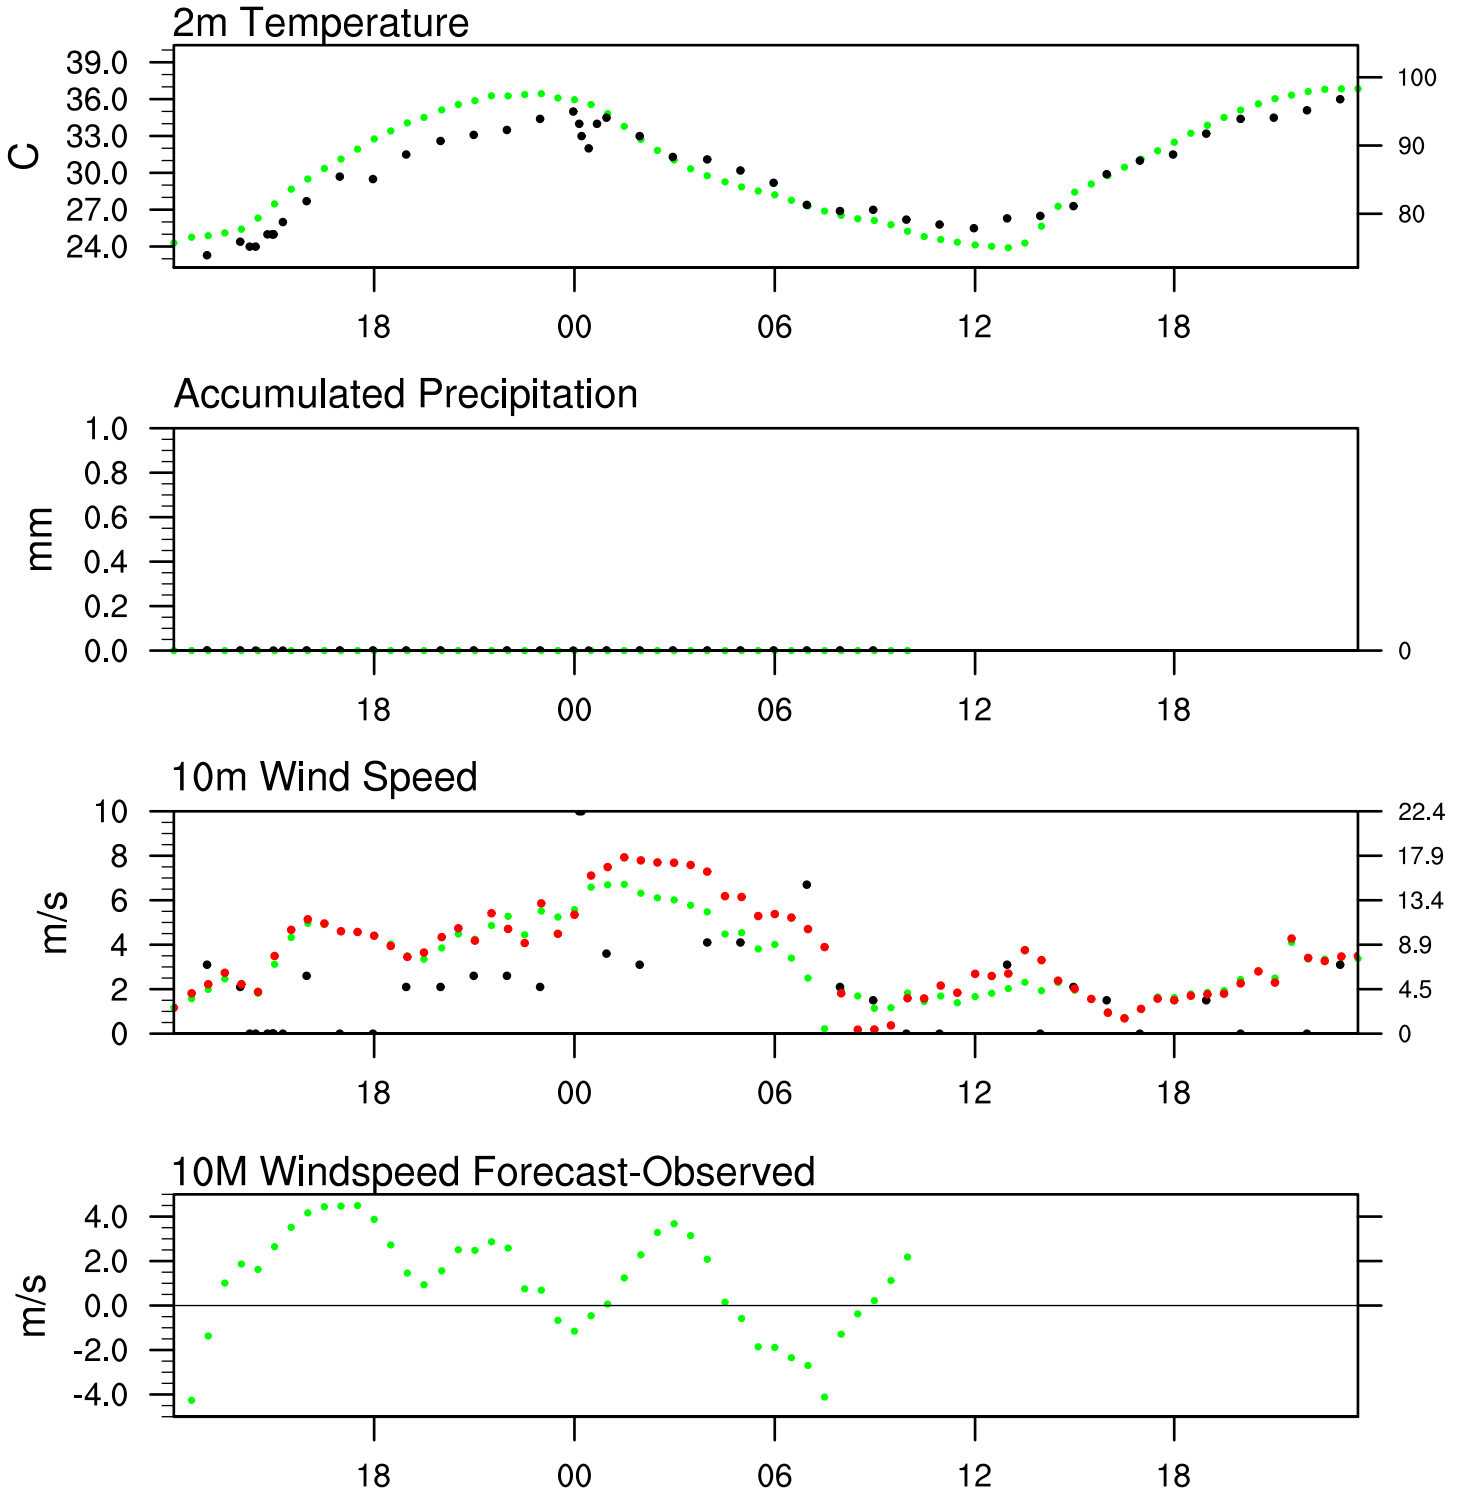 2m Temperature
39.0
36.0
33.0
30.0
27.0
24.0
C
100
90
80
18 00 06 12 18
Accumulated Precipitation
1.0
0.8
0.6
0.4
0.2
0.0
mm
0
18 00 06 12 18
10m Wind Speed
10
8
6
4
2
0
m/s
22.4
17.9
13.4
8.9
4.5
0
18 00 06 12 18
10M Windspeed Forecast-Observed
4.0
2.0
0.0
-2.0
-4.0
m/s
18 00 06 12 18